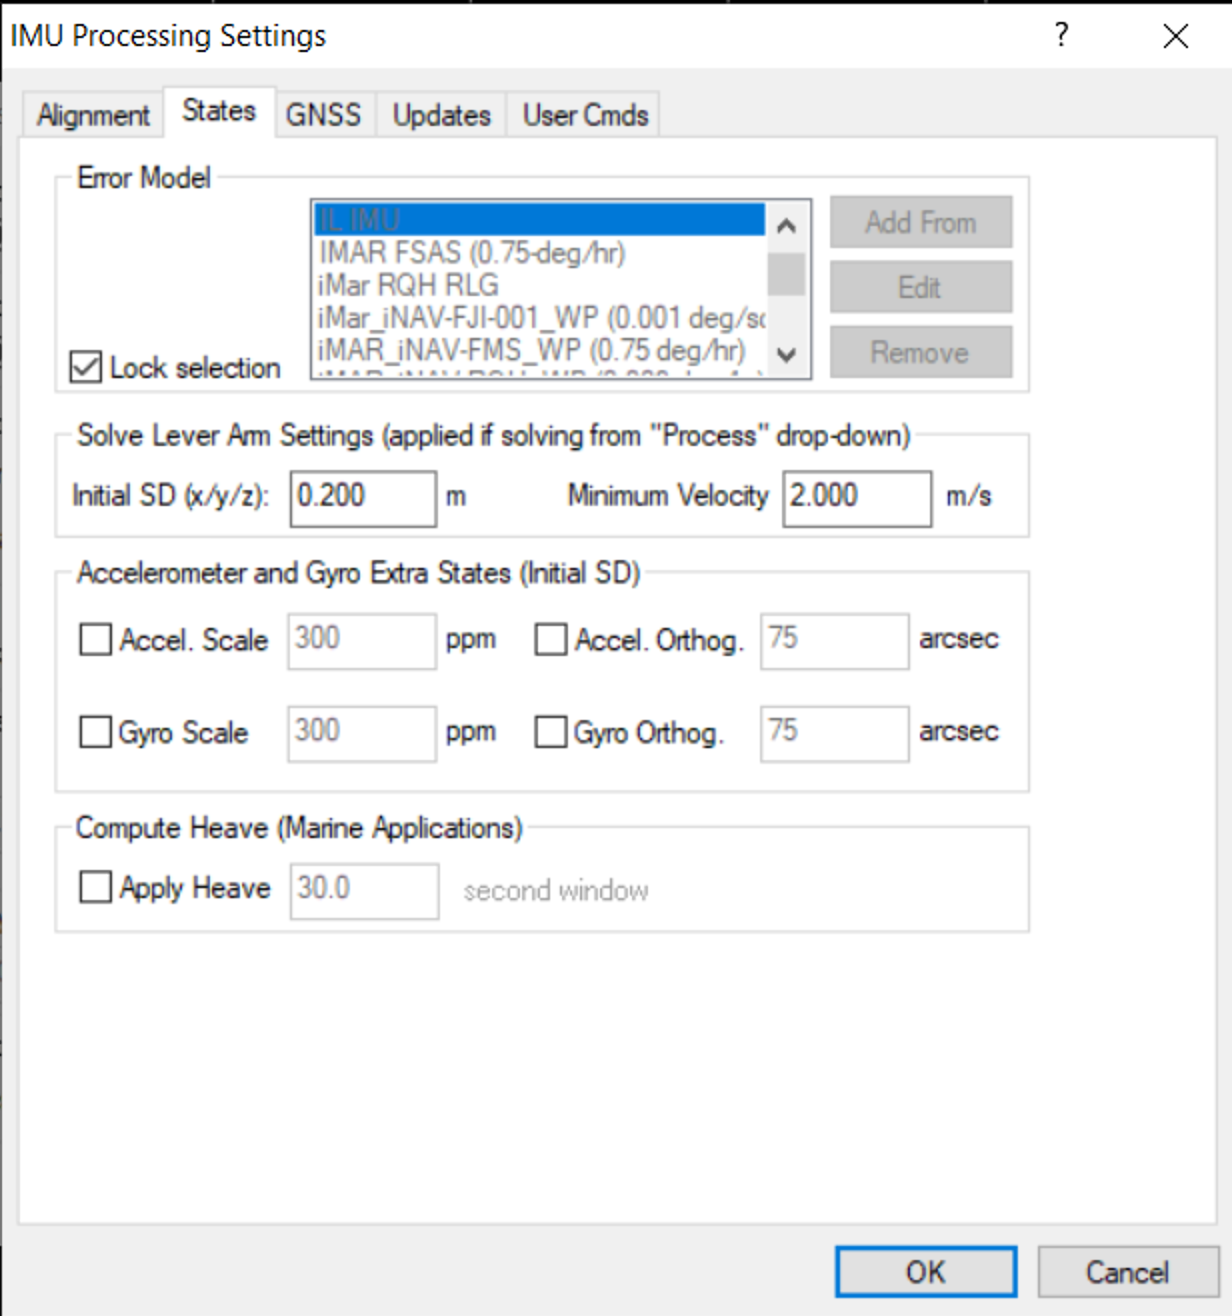 IMU Processing Settings ?
Alignment States GNSS Updates User Cmds
Error Model
IL IMU
IMAR FSAS (0.75-deg/hr)
iMar RQH RLG
iMar_iNAV-FJI-001_WP (0.001 deg/s
iMAR_iNAV-FMS_WP (0.75 deg/hr)
Add From
Edit
Remove
Lock selection
Solve Lever Arm Settings (applied if solving from "Process" drop-down)
Initial SD (x/y/z): 0.200 m Minimum Velocity 2.000 m/s
Accelerometer and Gyro Extra States (Initial SD)
Accel. Scale 300 ppm Accel. Orthog. 75 arcsec
Gyro Scale 300 ppm Gyro Orthog. 75 arcsec
Compute Heave (Marine Applications)
Apply Heave 30.0 second window
OK Cancel